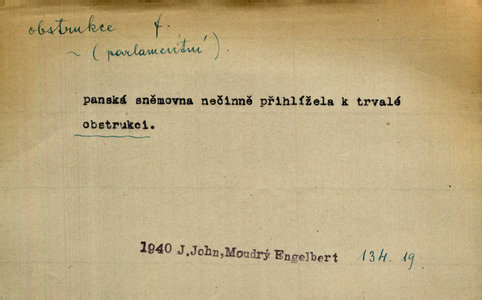 obstrukce f.
~ (parlamentní).
panská sněmovna nečinně přihlížela k trvalé
obstrukci.
1940 J.John,Moudrý Engelbert 134.19